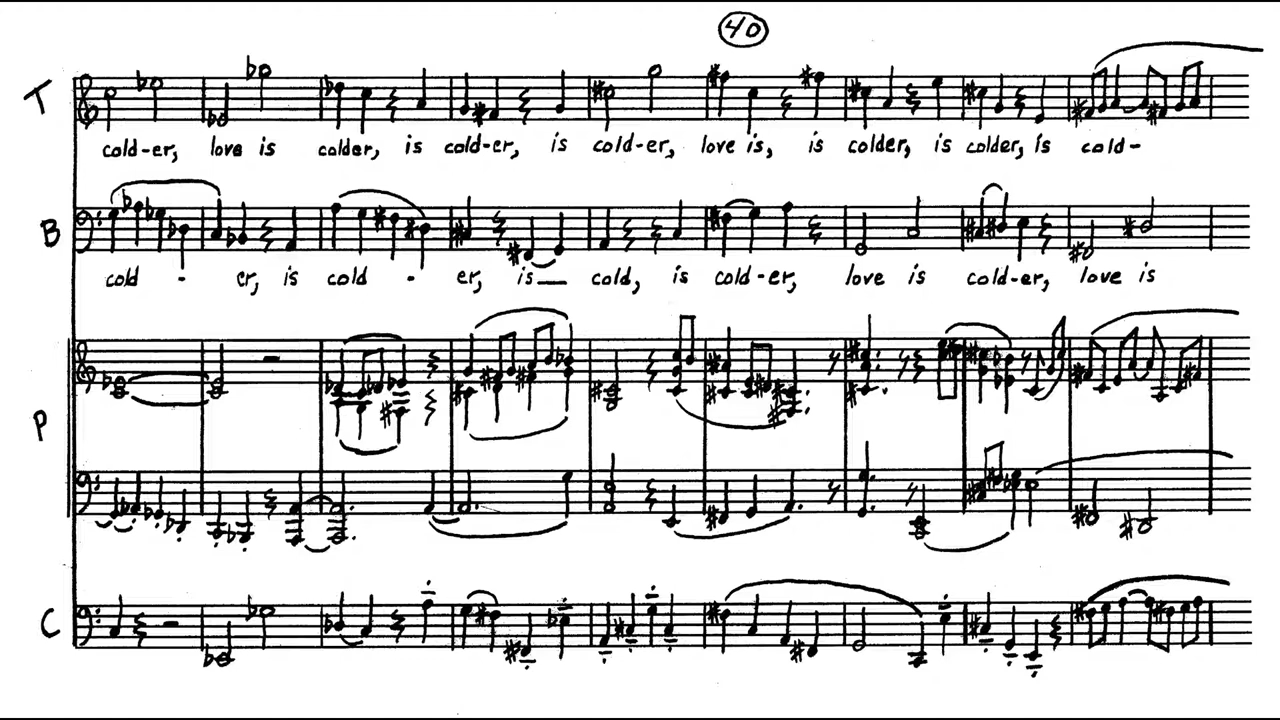 40
T
cold-er, love is colder, is cold-er, is cold-er, love is, is colder, is colder, is cold-
B
cold - er, is cold - er, is__ cold, is cold-er, love is cold-er, love is
P
C